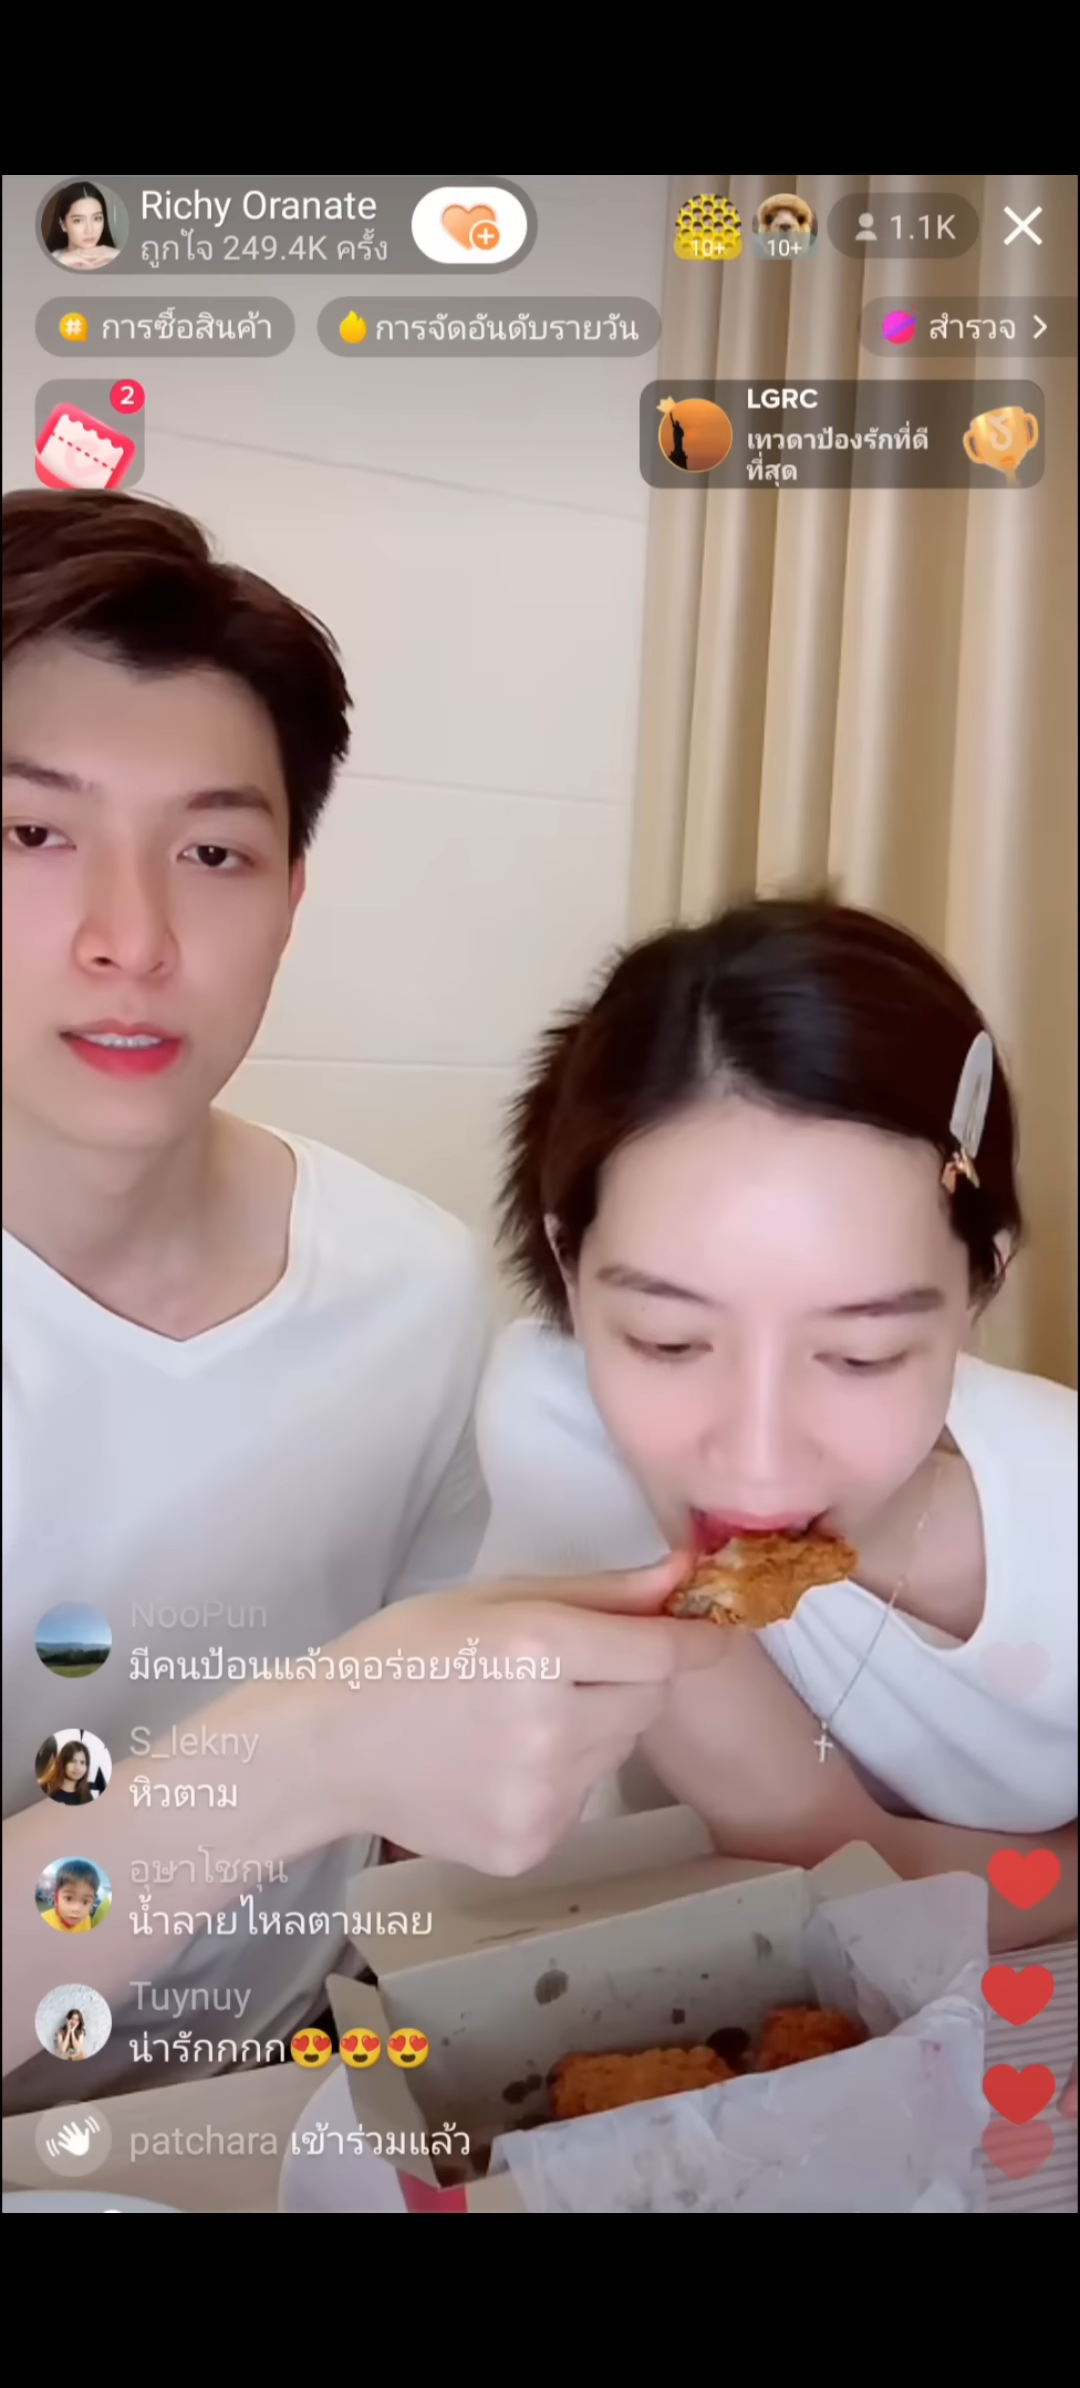 Richy Oranate
ถูกใจ 249.4K ครั้ง
10+
10+
1.1K
การซื้อสินค้า
การจัดอันดับรายวัน
สำรวจ
2
LGRC
เทวดาป้องรักที่ดี
ที่สุด
NooPun
มีคนป้อนแล้วดูอร่อยขึ้นเลย
S_lekny
หิวตาม
อุษาโชกุน
น้ำลายไหลตามเลย
Tuynuy
น่ารักกกก😍😍😍
patchara เข้าร่วมแล้ว